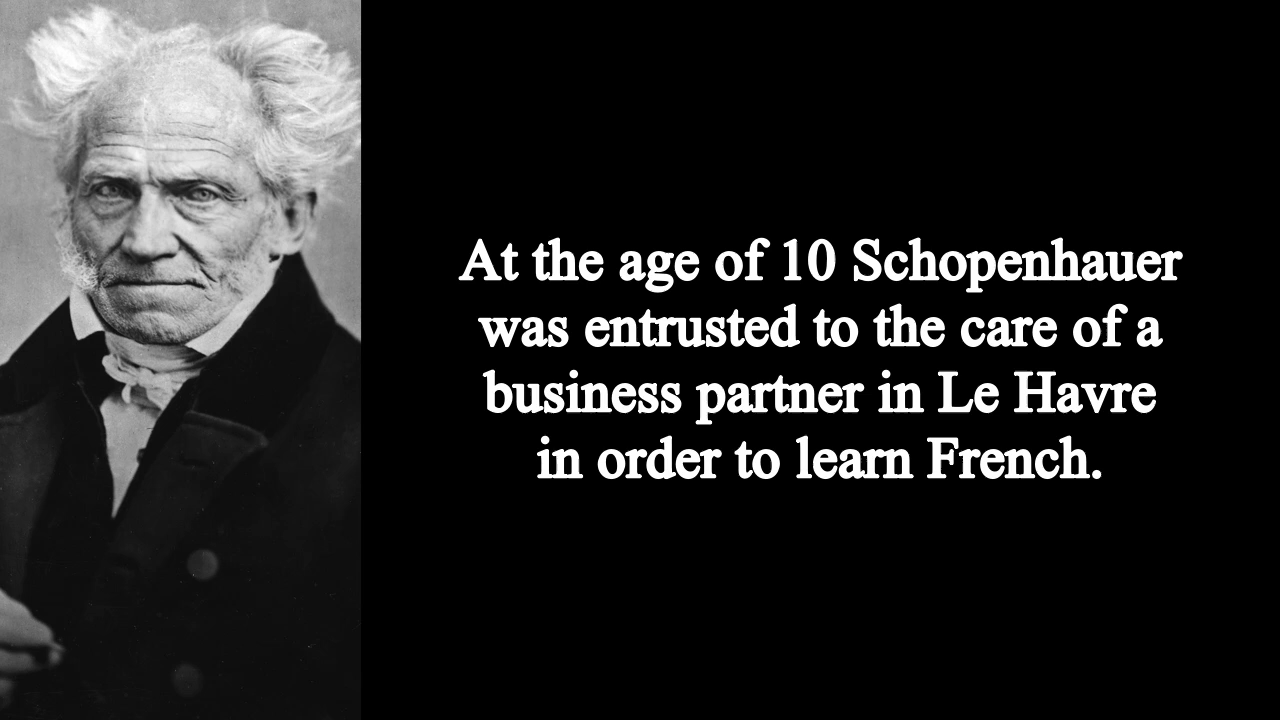 At the age of 10 Schopenhauer
was entrusted to the care of a
business partner in Le Havre
in order to learn French.